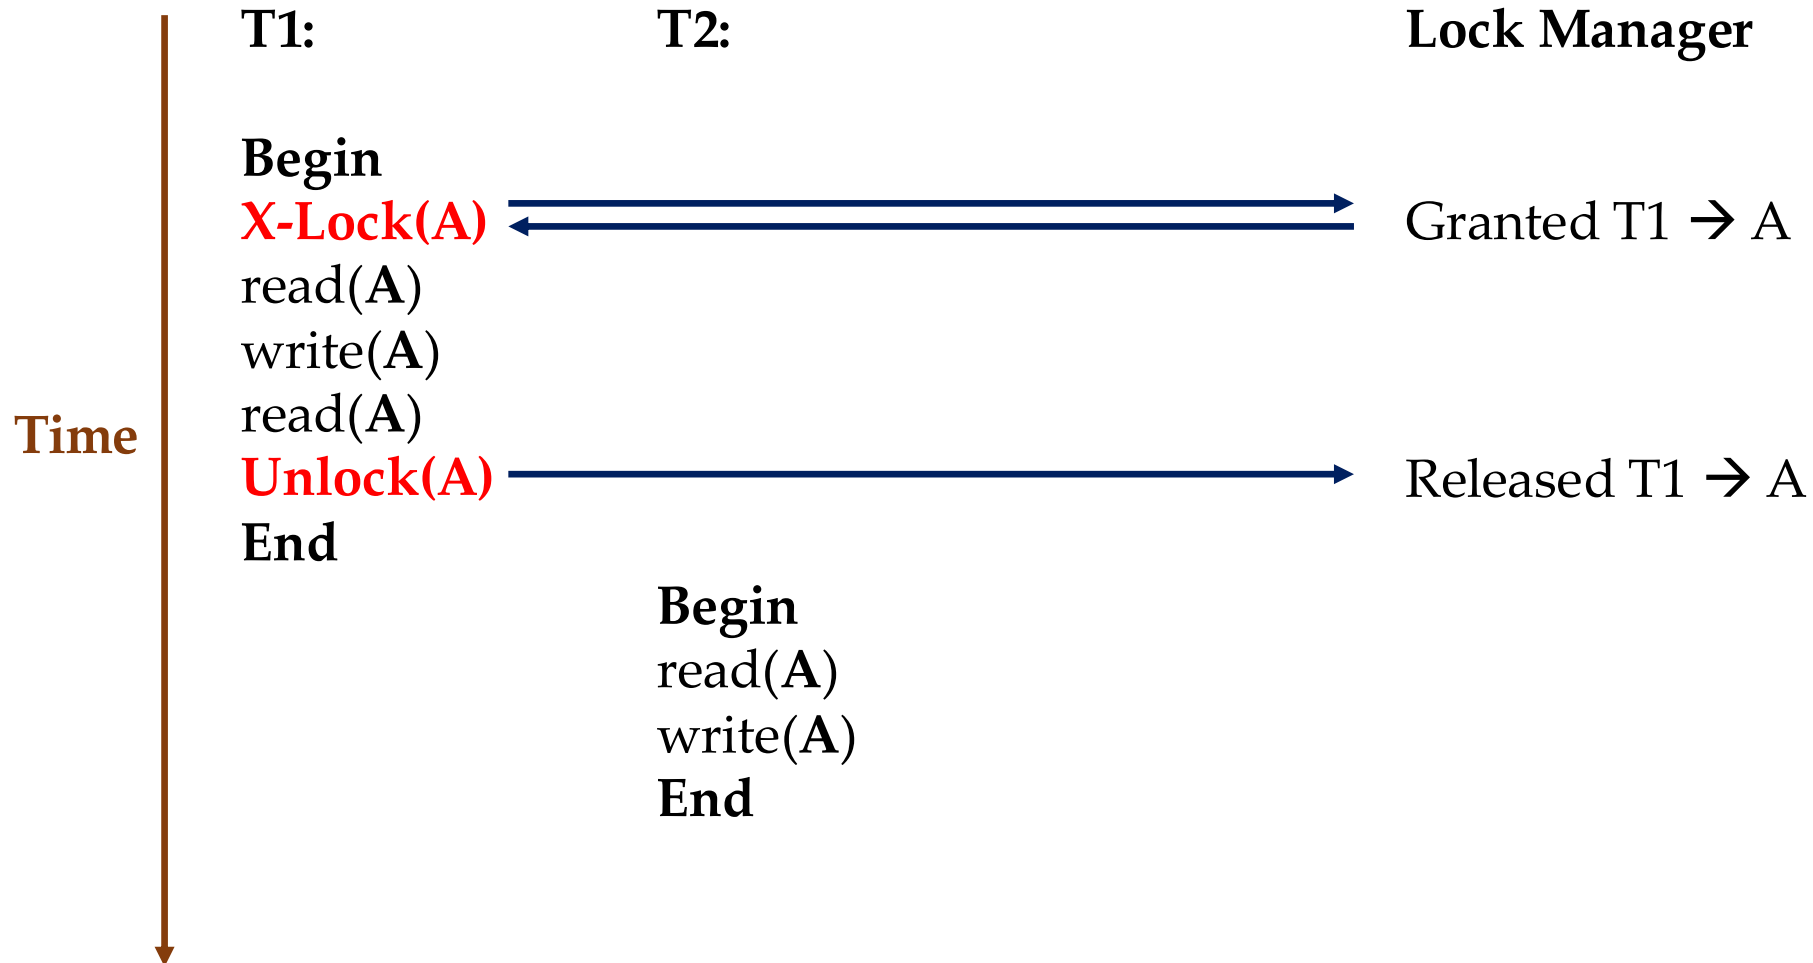 T1: T2: Lock Manager
Begin
X-Lock(A) Granted T1 → A
read(A)
write(A)
read(A)
Time
Unlock(A) Released T1 → A
End
Begin
read(A)
write(A)
End